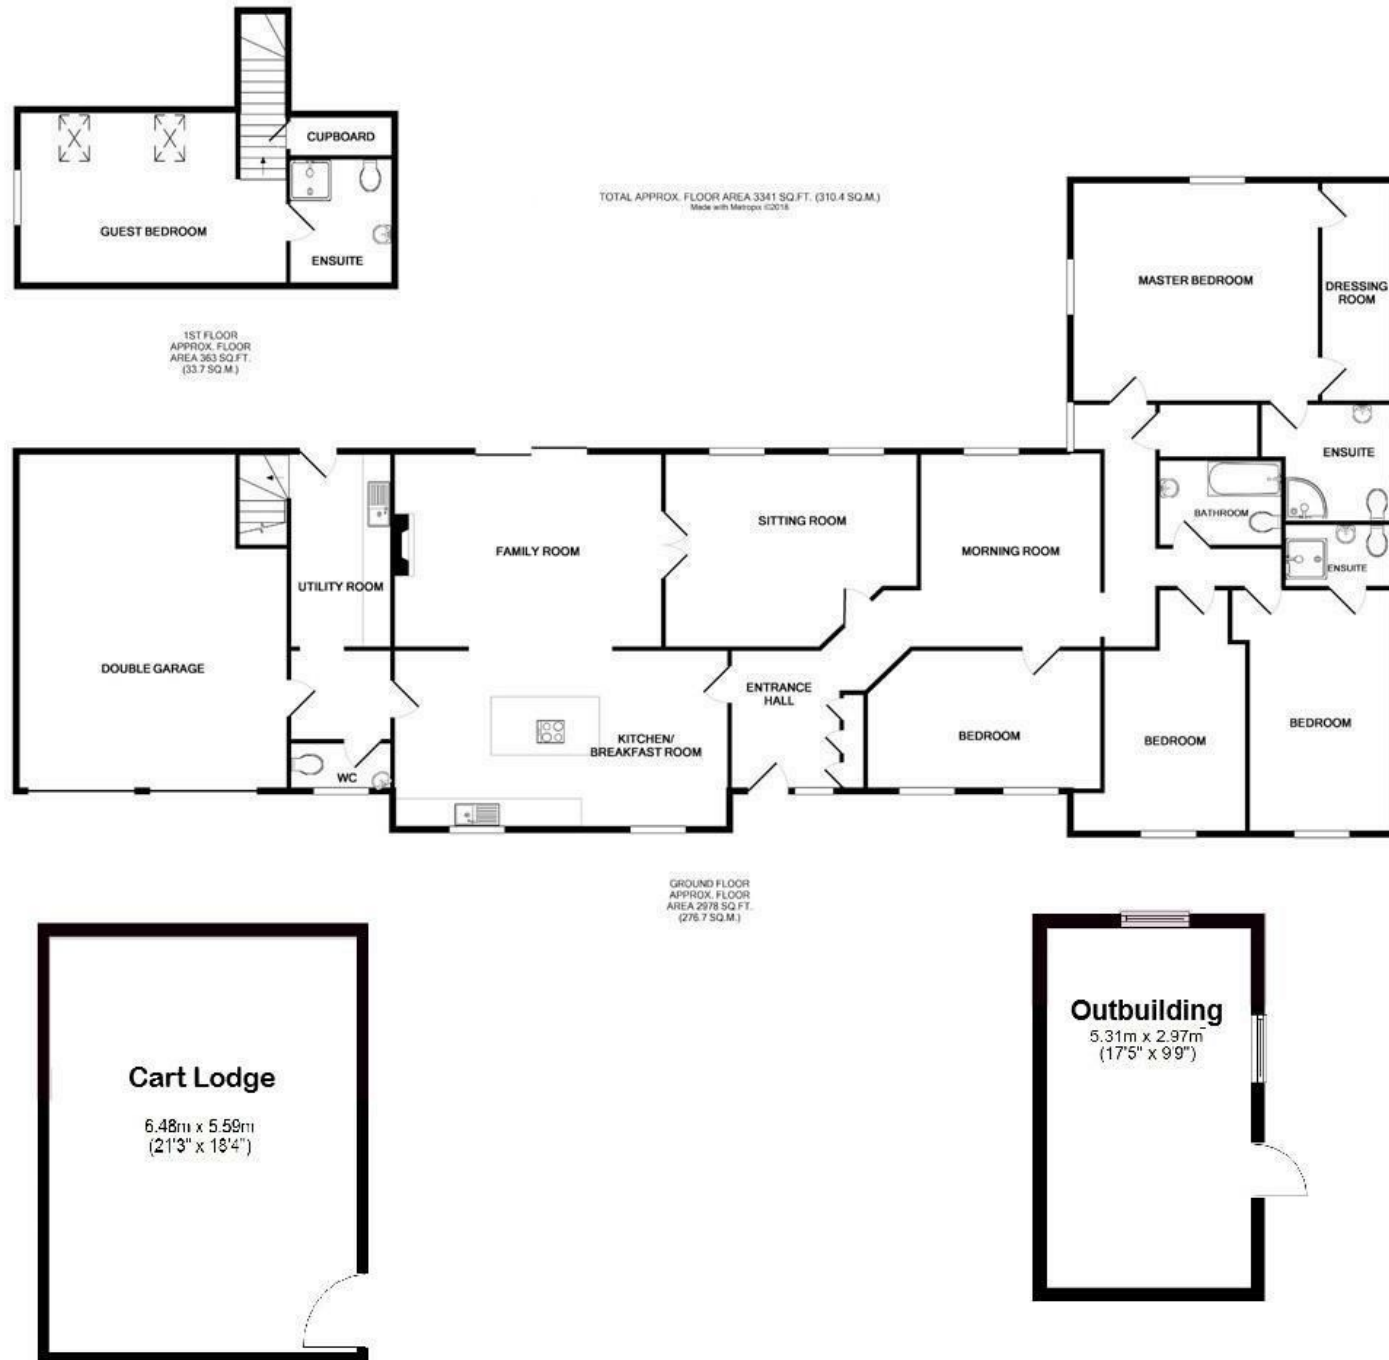 CUPBOARD
GUEST BEDROOM
ENSUITE
1ST FLOOR
APPROX. FLOOR
AREA 363 SQ.FT.
(33.7 SQ.M.)
TOTAL APPROX. FLOOR AREA 3341 SQ.FT. (310.4 SQ.M.)
Made with Metropix ©2018
MASTER BEDROOM
DRESSING
ROOM
ENSUITE
BATHROOM
ENSUITE
SITTING ROOM
FAMILY ROOM
MORNING ROOM
UTILITY ROOM
DOUBLE GARAGE
ENTRANCE
HALL
KITCHEN/
BREAKFAST ROOM
BEDROOM
BEDROOM
BEDROOM
WC
GROUND FLOOR
APPROX. FLOOR
AREA 2978 SQ.FT.
(276.7 SQ.M.)
Cart Lodge
6.48m x 5.59m
(21'3" x 18'4")
Outbuilding
5.31m x 2.97m
(17'5" x 9'9")